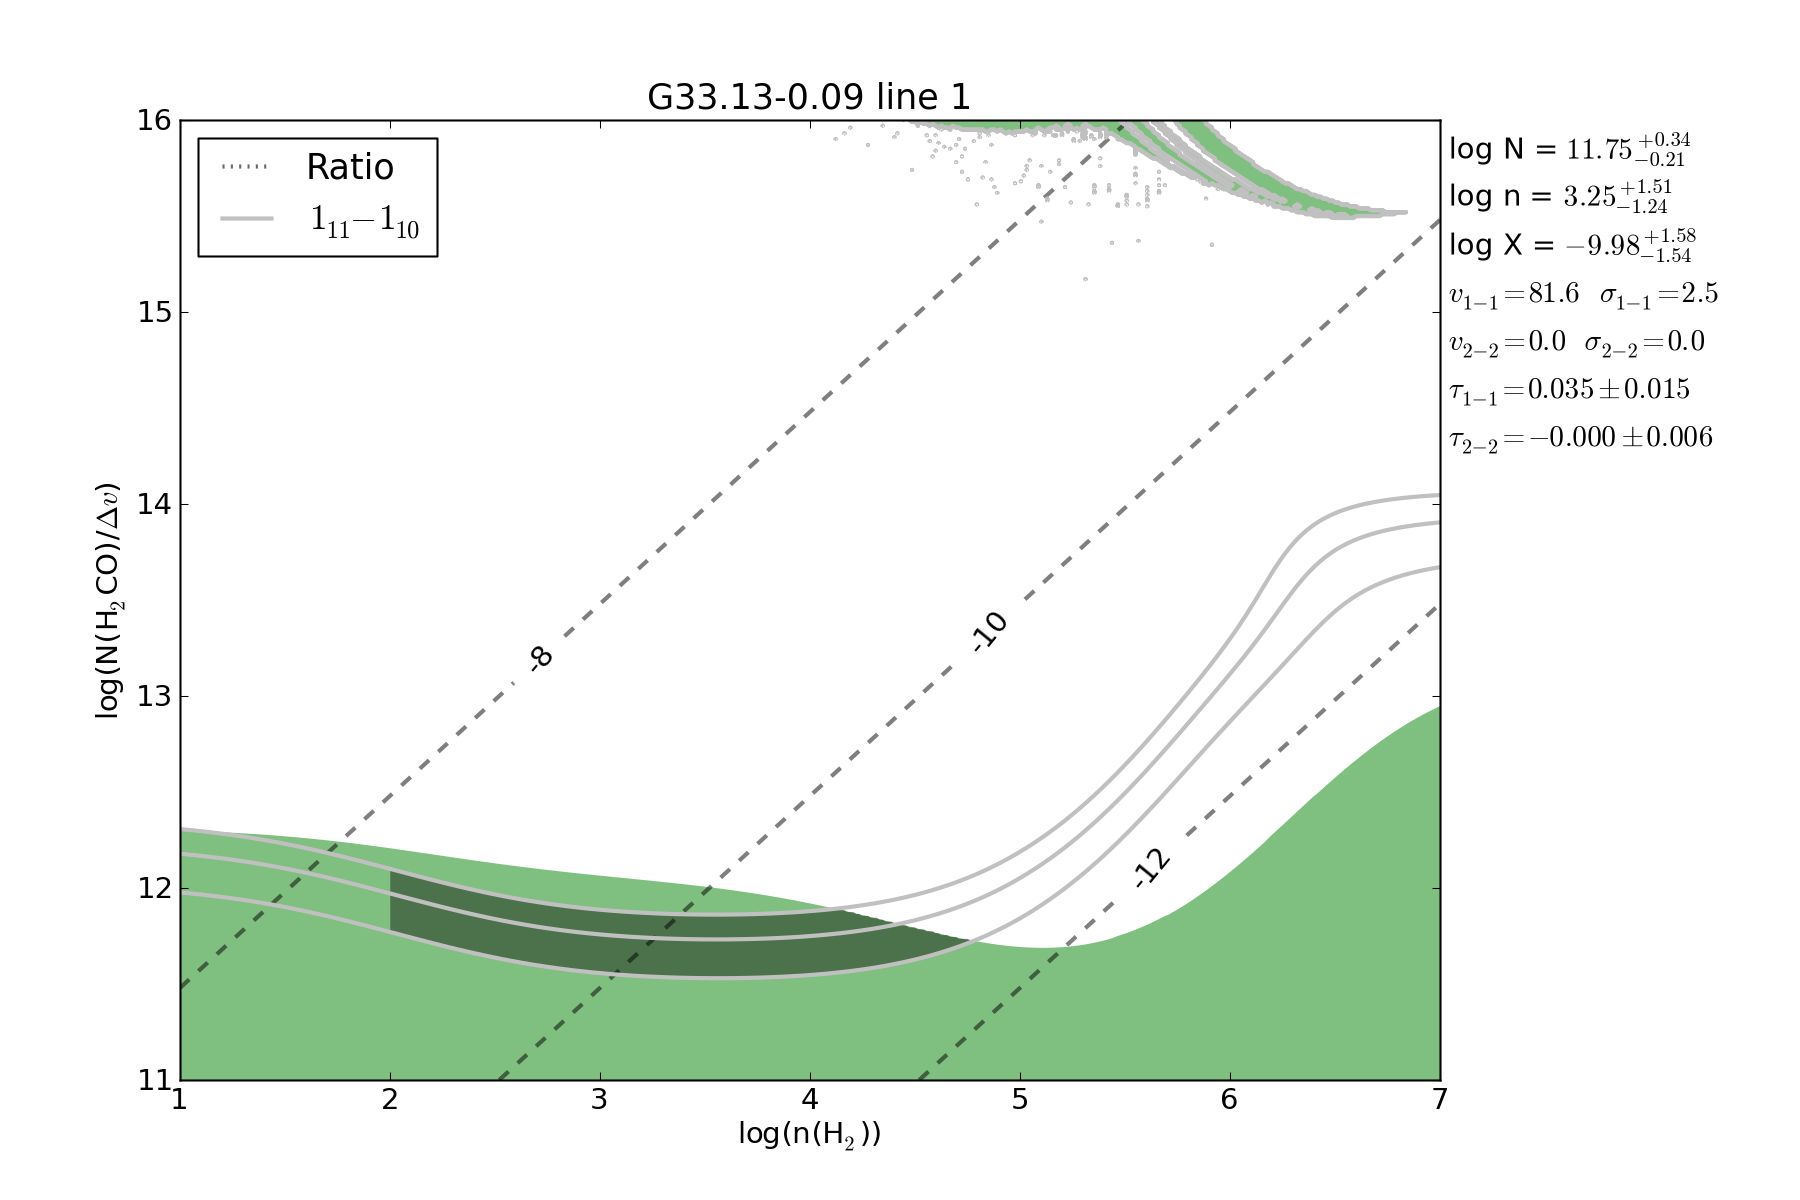 G33.13-0.09 line 1
16
15
14
13
12
11
1
2
3
4
5
6
7
log(N(H₂CO)/Δv)
log(n(H₂))
Ratio
1₁₁−1₁₀
-8
-10
-12
log N = 11.75 +0.34 −0.21
log n = 3.25 +1.51 −1.24
log X = −9.98 +1.58 −1.54
v₁₋₁=81.6 σ₁₋₁=2.5
v₂₋₂=0.0 σ₂₋₂=0.0
τ₁₋₁=0.035±0.015
τ₂₋₂=−0.000±0.006